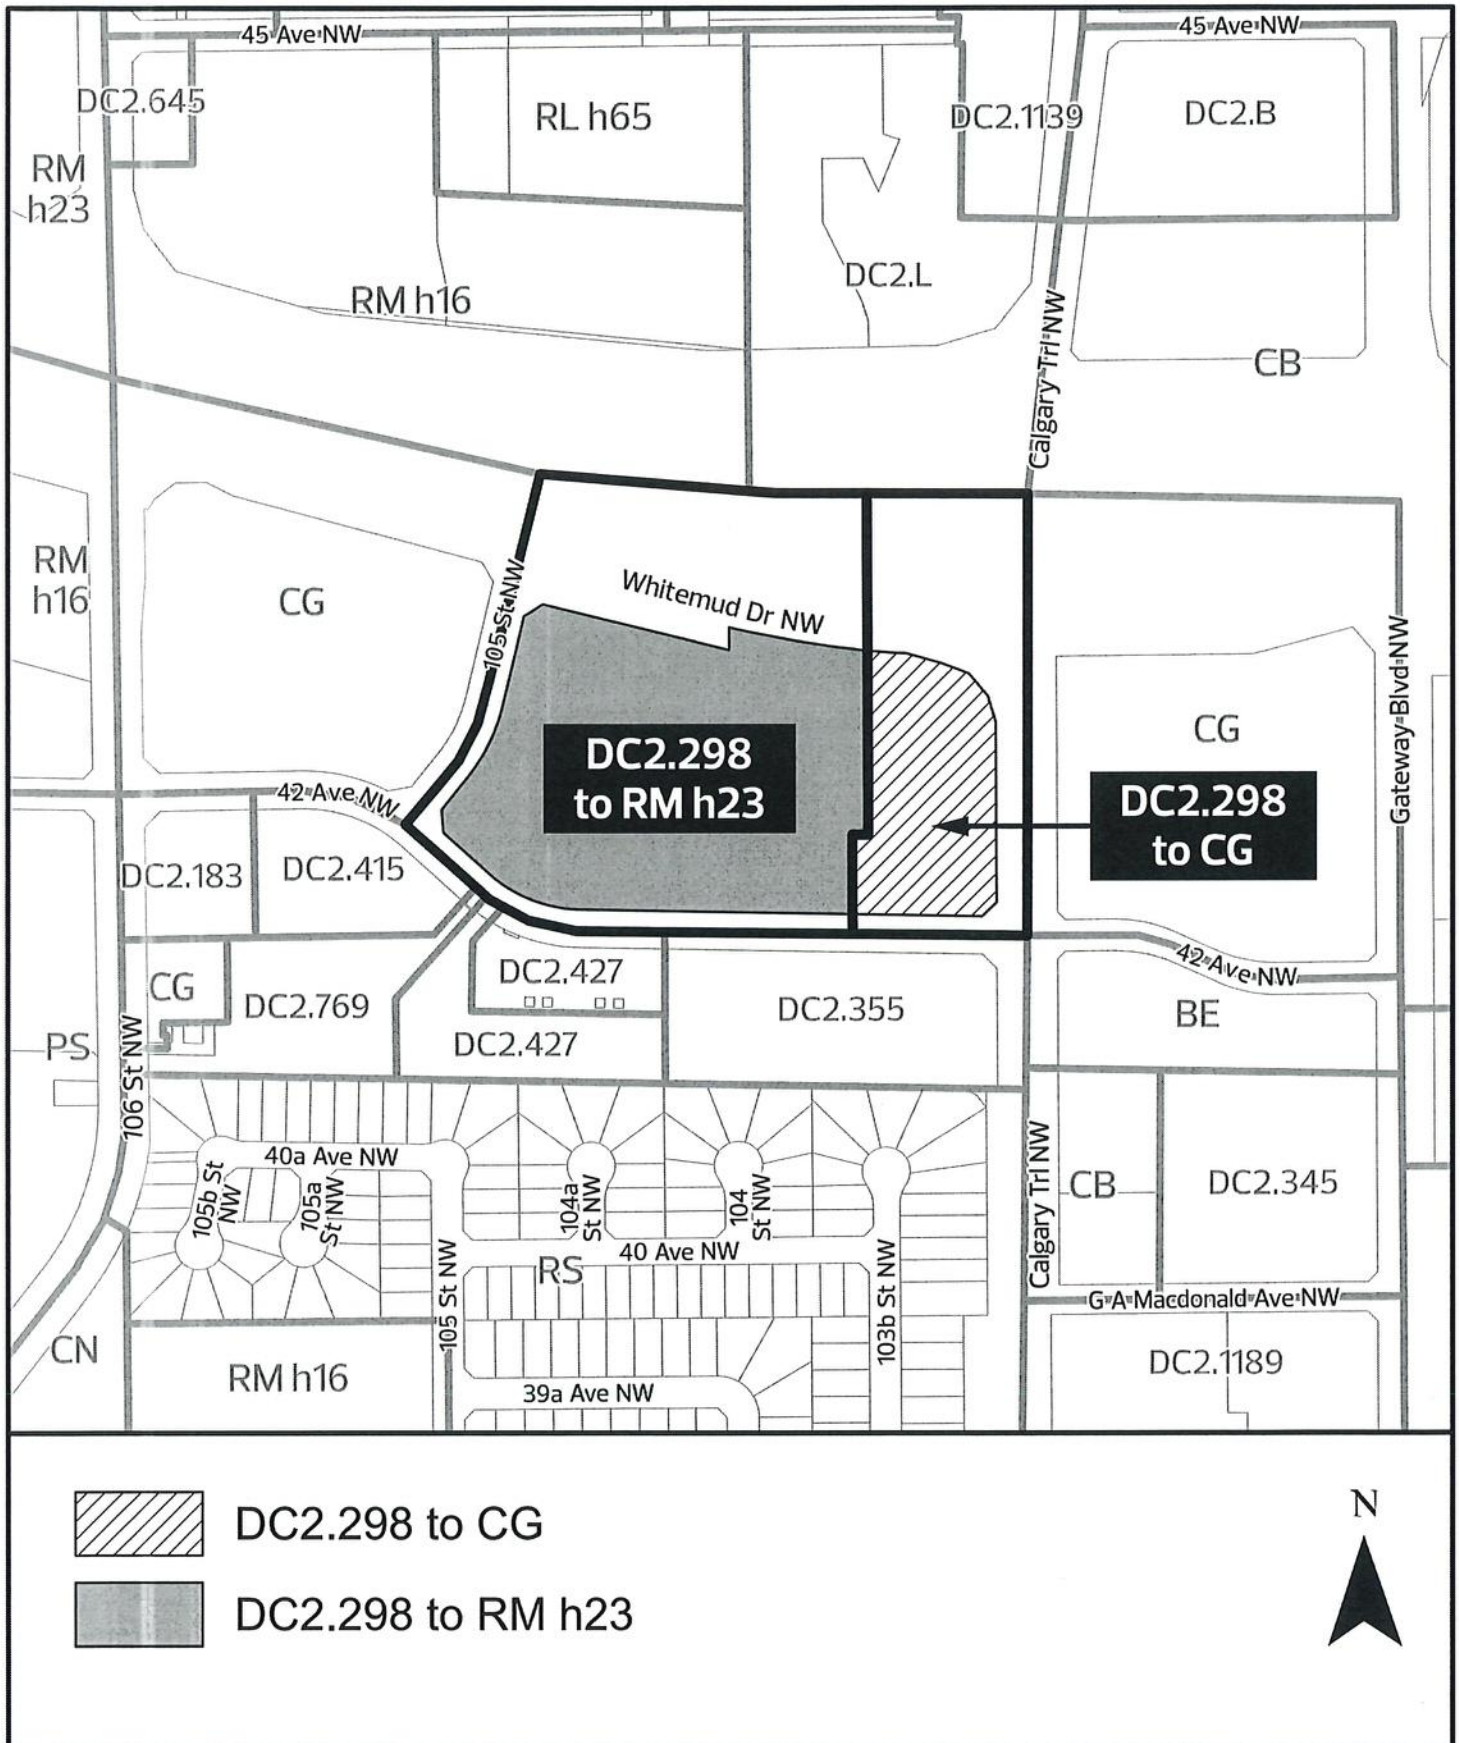 45 Ave NW
45 Ave NW
DC2.645
RL h65
DC2.1139
DC2.B
RM
h23
DC2.L
RM h16
Calgary Trl NW
CB
RM
h16
CG
105 St NW
Whitemud Dr NW
CG
Gateway Blvd NW
DC2.298
to RM h23
DC2.298
to CG
42 Ave NW
DC2.183
DC2.415
42 Ave NW
CG
DC2.769
DC2.427
DC2.427
DC2.355
BE
PS
106 St NW
40a Ave NW
105b St
NW
105a
St NW
104a
St NW
104
St NW
Calgary Trl NW
CB
DC2.345
40 Ave NW
RS
105 St NW
103b St NW
G A Macdonald Ave NW
CN
RM h16
39a Ave NW
DC2.1189
DC2.298 to CG
N
DC2.298 to RM h23